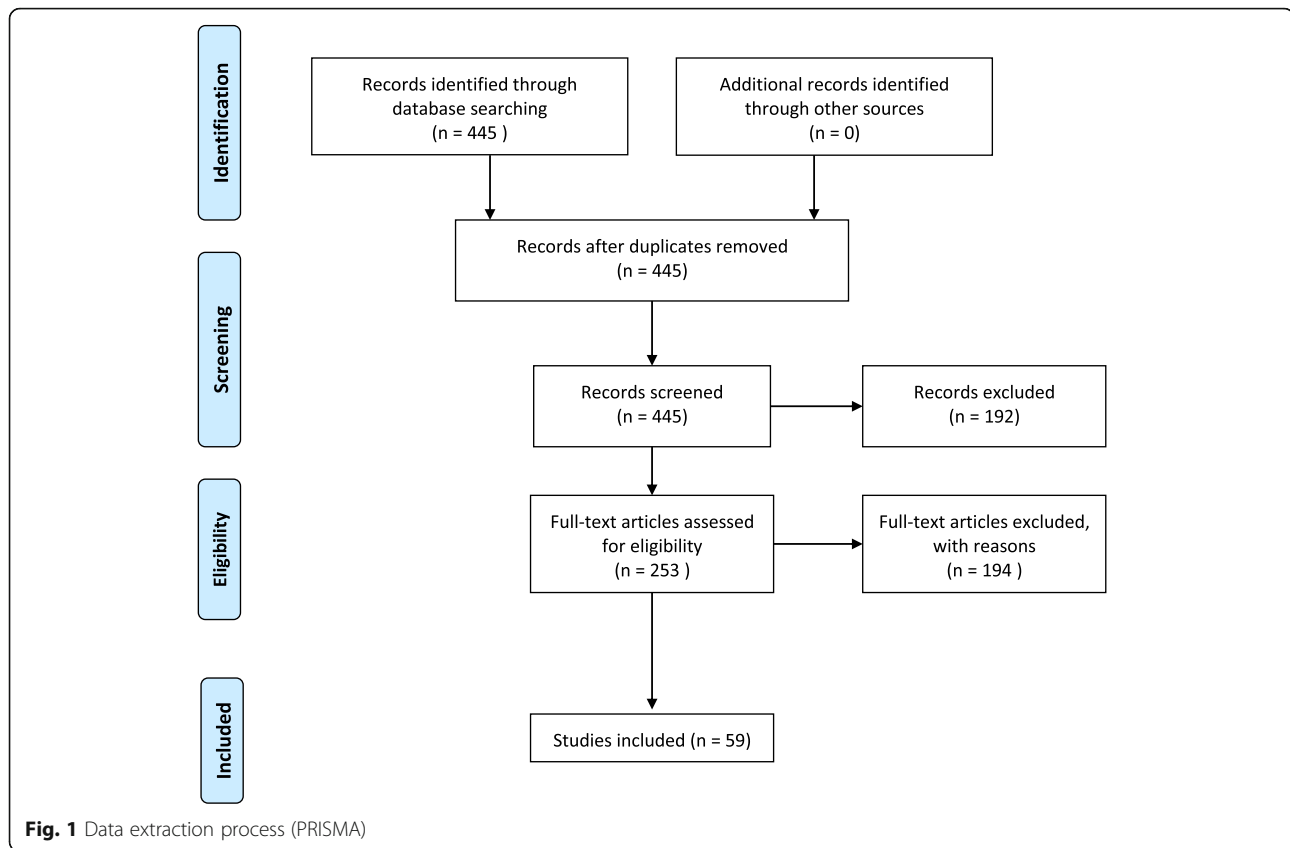 Identification
Records identified through
database searching
(n = 445 )
Additional records identified
through other sources
(n = 0)
Records after duplicates removed
(n = 445)
Screening
Records screened
(n = 445)
Records excluded
(n = 192)
Eligibility
Full-text articles assessed
for eligibility
(n = 253 )
Full-text articles excluded,
with reasons
(n = 194 )
Included
Studies included (n = 59)
Fig. 1 Data extraction process (PRISMA)